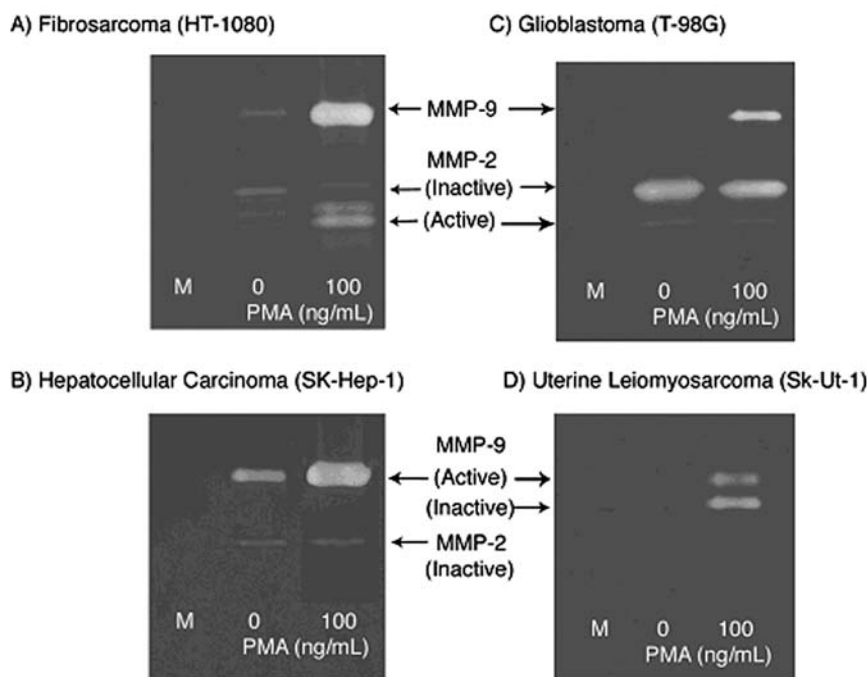 A) Fibrosarcoma (HT-1080)
C) Glioblastoma (T-98G)
MMP-9
MMP-2
(Inactive)
(Active)
M 0 100
PMA (ng/mL)
M 0 100
PMA (ng/mL)
B) Hepatocellular Carcinoma (SK-Hep-1)
D) Uterine Leiomyosarcoma (Sk-Ut-1)
MMP-9
(Active)
(Inactive)
MMP-2
(Inactive)
M 0 100
PMA (ng/mL)
M 0 100
PMA (ng/mL)